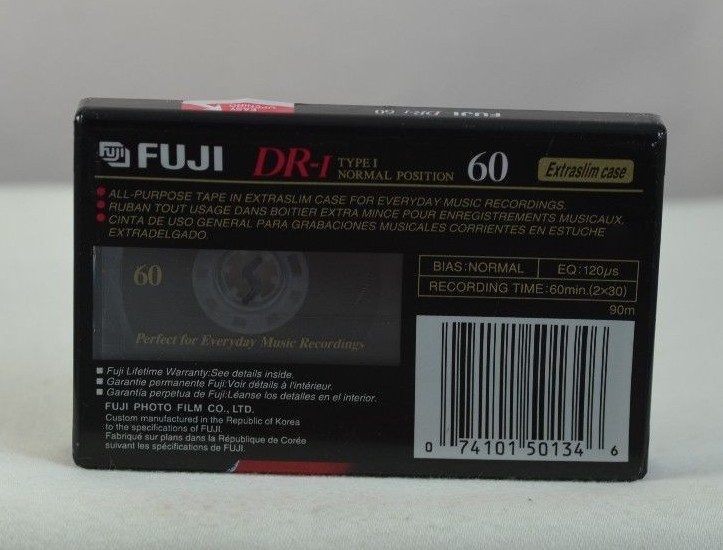 EASY OPENING
FUJI DR-I 60
Fuji FUJI DR-I TYPE I NORMAL POSITION 60 Extraslim case
• ALL-PURPOSE TAPE IN EXTRASLIM CASE FOR EVERYDAY MUSIC RECORDINGS.
• RUBAN TOUT USAGE DANS BOITIER EXTRA MINCE POUR ENREGISTREMENTS MUSICAUX.
• CINTA DE USO GENERAL PARA GRABACIONES MUSICALES CORRIENTES EN ESTUCHE
EXTRADELGADO.
60
Perfect for Everyday Music Recordings
BIAS:NORMAL EQ:120µs
RECORDING TIME:60min.(2×30)
90m
■ Fuji Lifetime Warranty:See details inside.
■ Garantie permanente Fuji:Voir détails à l'intérieur.
■ Garantía perpetua de Fuji:Léanse los detalles en el interior.
FUJI PHOTO FILM CO., LTD.
Custom manufactured in the Republic of Korea
to the specifications of FUJI.
Fabriqué sur plans dans la République de Corée
suivant les spécifications de FUJI.
0 74101 50134 6